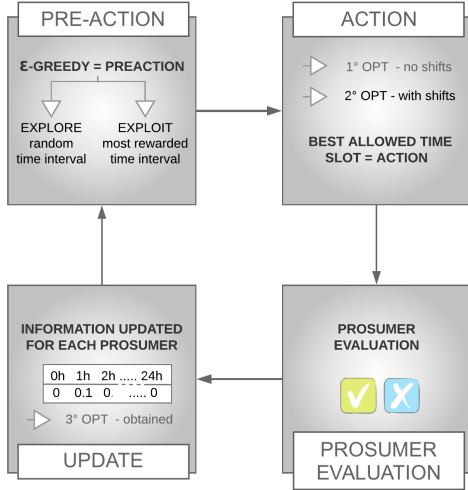 PRE-ACTION
Ɛ-GREEDY = PREACTION
EXPLORE
random
time interval
EXPLOIT
most rewarded
time interval
ACTION
1° OPT - no shifts
2° OPT - with shifts
BEST ALLOWED TIME
SLOT = ACTION
INFORMATION UPDATED
FOR EACH PROSUMER
0h 1h 2h ..... 24h
0 0.1 0. ..... 0
3° OPT - obtained
UPDATE
PROSUMER
EVALUATION
PROSUMER
EVALUATION